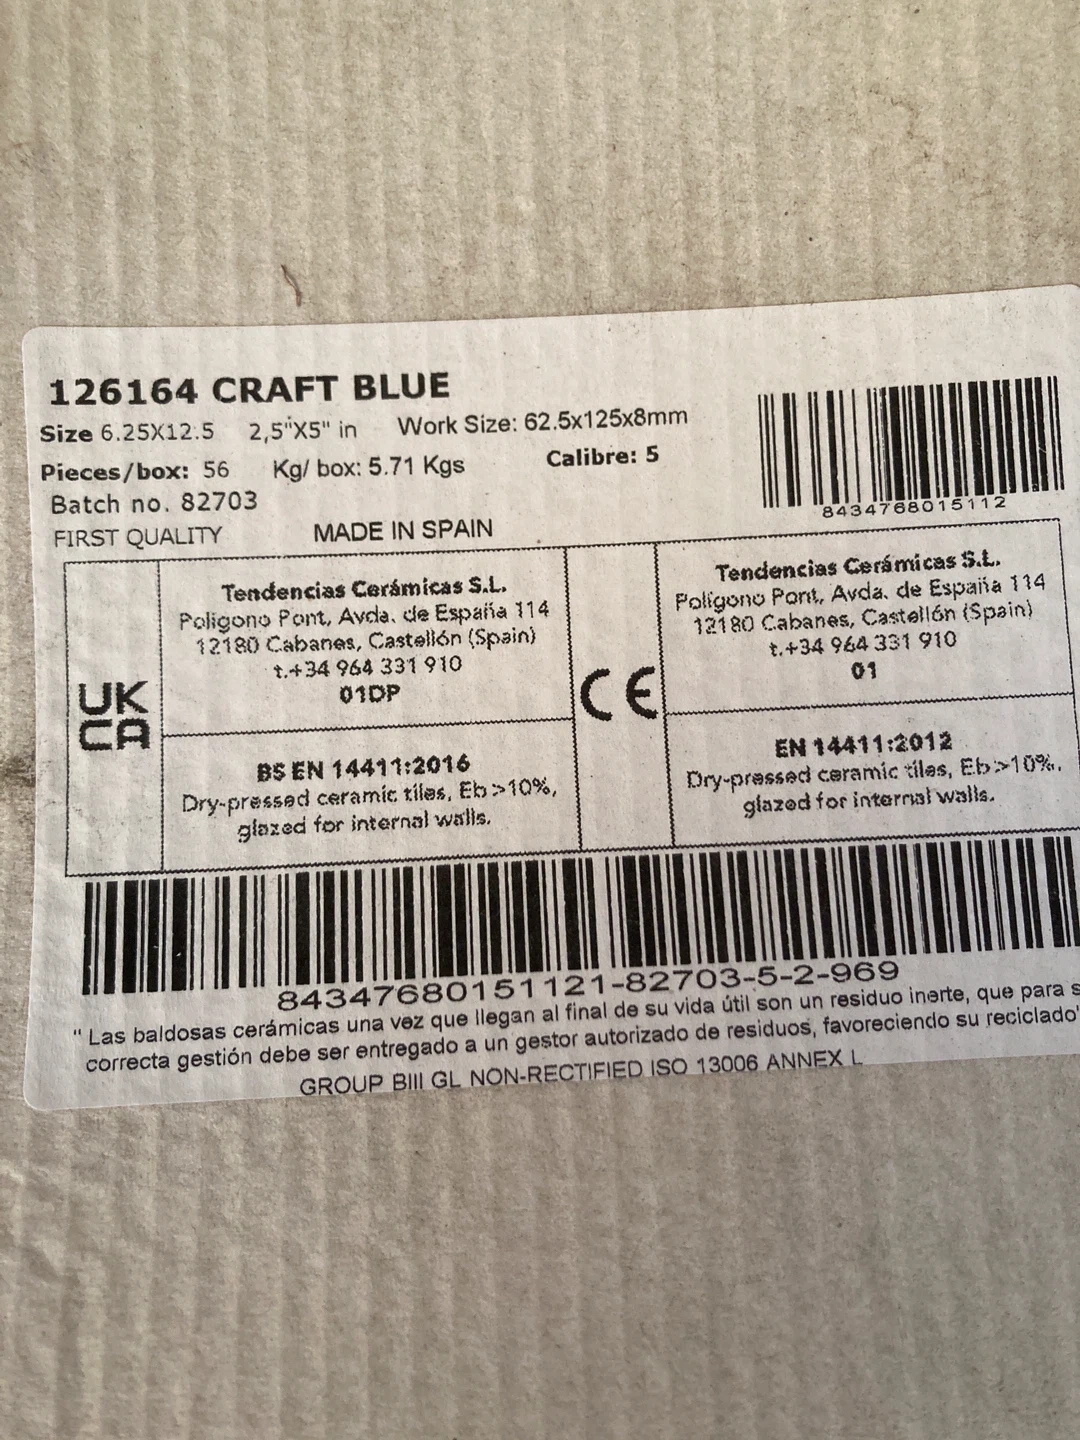 126164 CRAFT BLUE
Size 6.25X12.5 2,5"X5" in Work Size: 62.5x125x8mm
Pieces/box: 56 Kg/ box: 5.71 Kgs Calibre: 5
Batch no. 82703
FIRST QUALITY MADE IN SPAIN
8434768015112
UK
CA
Tendencias Cerámicas S.L.
Polígono Pont, Avda. de España 114
12180 Cabanes, Castellón (Spain)
t.+34 964 331 910
01DP
BS EN 14411:2016
Dry-pressed ceramic tiles, Eb>10%,
glazed for internal walls.
CE
Tendencias Cerámicas S.L.
Polígono Pont, Avda. de España 114
12180 Cabanes, Castellón (Spain)
t.+34 964 331 910
01
EN 14411:2012
Dry-pressed ceramic tiles, Eb>10%,
glazed for internal walls.
84347680151121-82703-5-2-969
" Las baldosas cerámicas una vez que llegan al final de su vida útil son un residuo inerte, que para s
correcta gestión debe ser entregado a un gestor autorizado de residuos, favoreciendo su reciclado"
GROUP BIII GL NON-RECTIFIED ISO 13006 ANNEX L